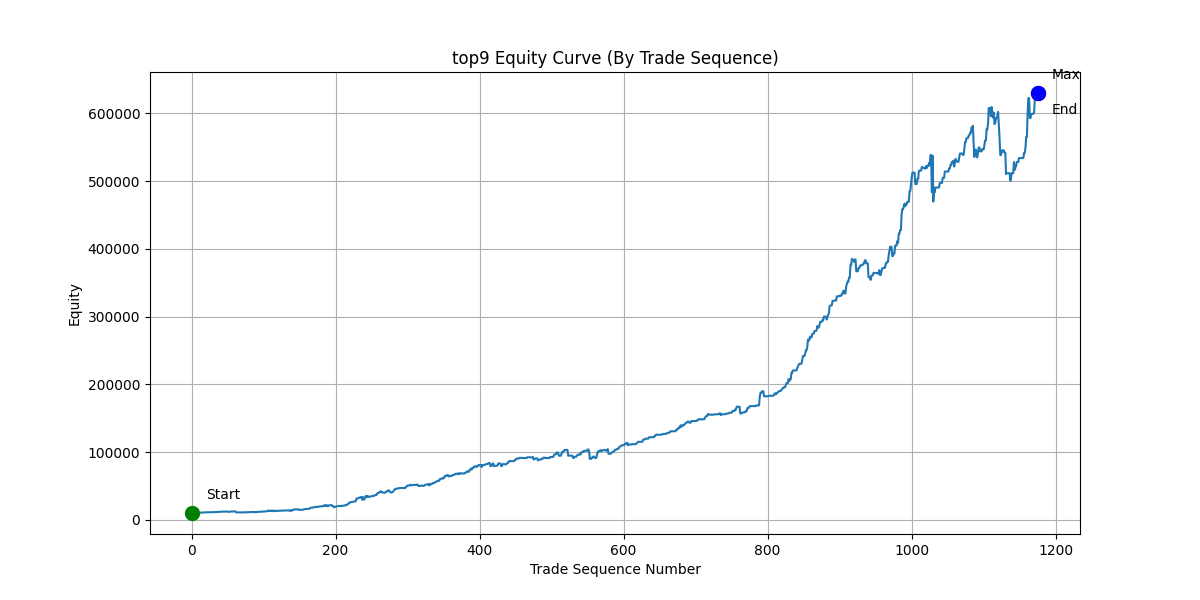 top9 Equity Curve (By Trade Sequence)
Max
End
Start
Equity
600000
500000
400000
300000
200000
100000
0
0 200 400 600 800 1000 1200
Trade Sequence Number